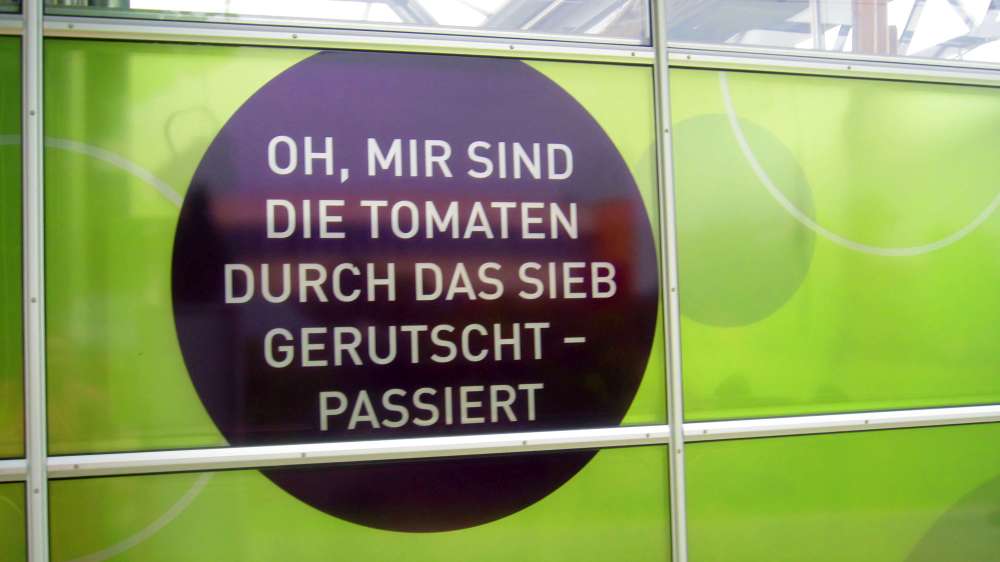 OH, MIR SIND
DIE TOMATEN
DURCH DAS SIEB
GERUTSCHT –
PASSIERT